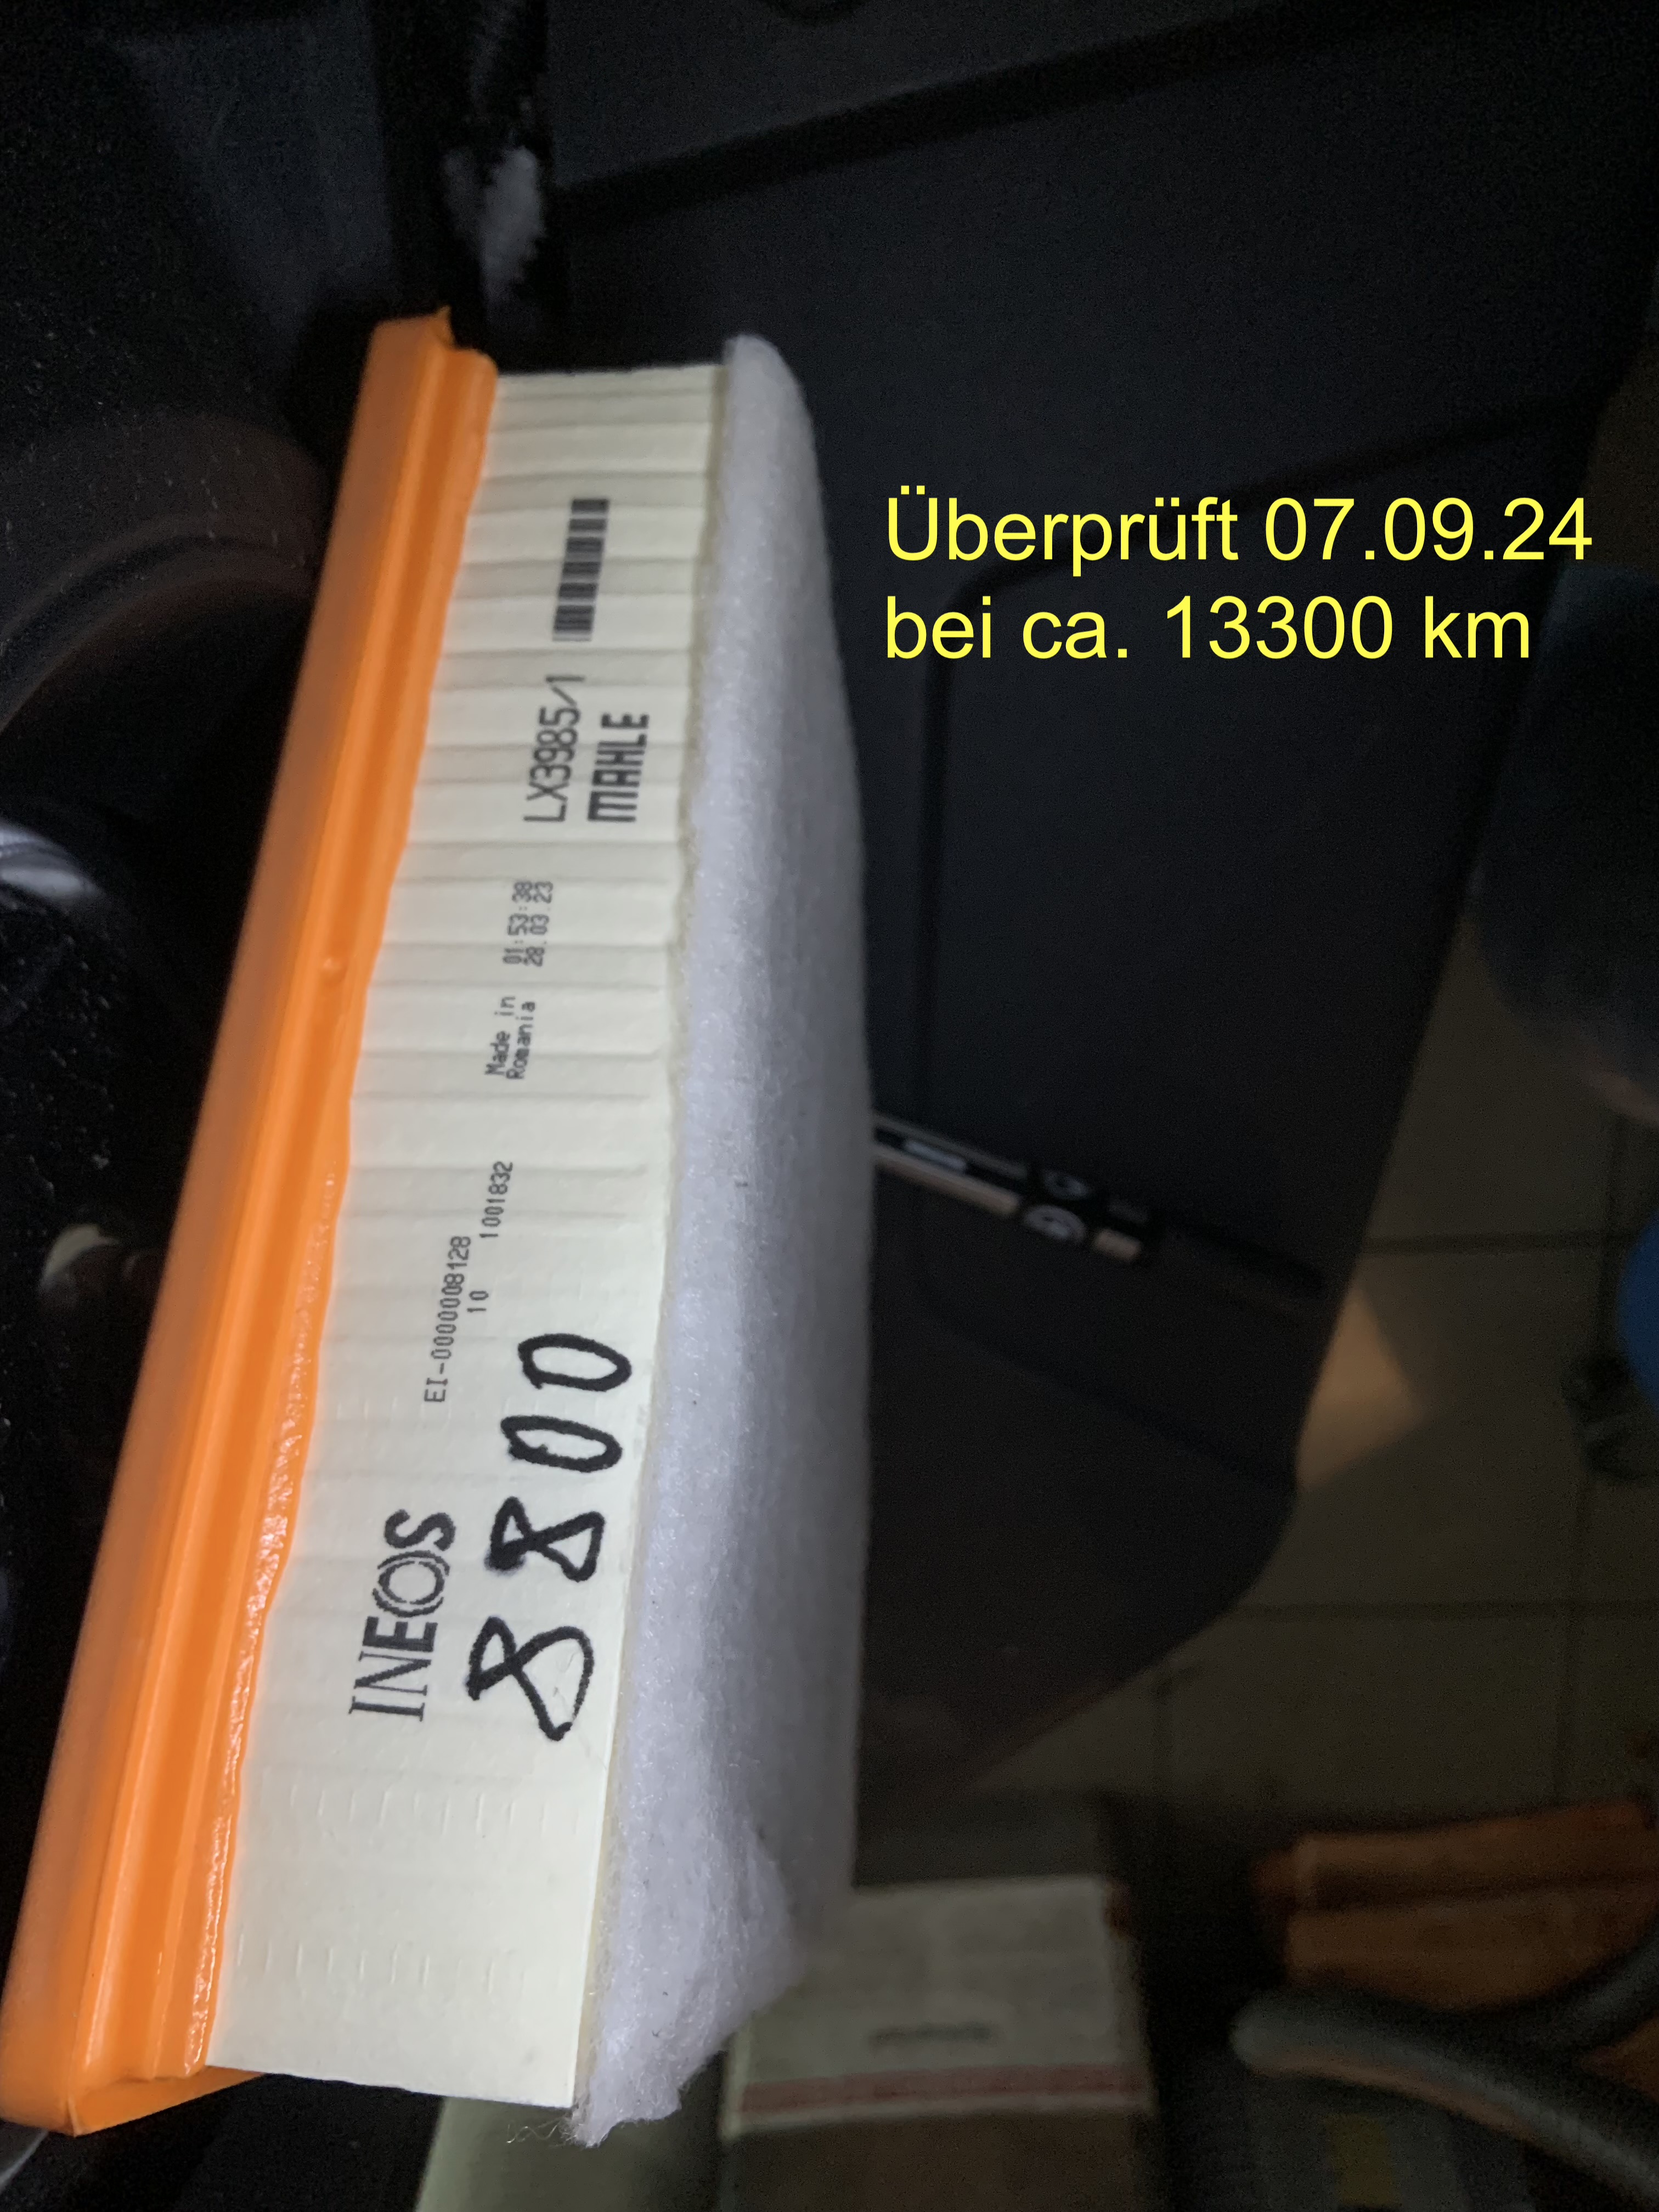 Überprüft 07.09.24
bei ca. 13300 km
INEOS
8800
EI-0000008128
10
1001832
Made in
Romania
01:53:38
28.03.23
LX3985/1
MAHLE